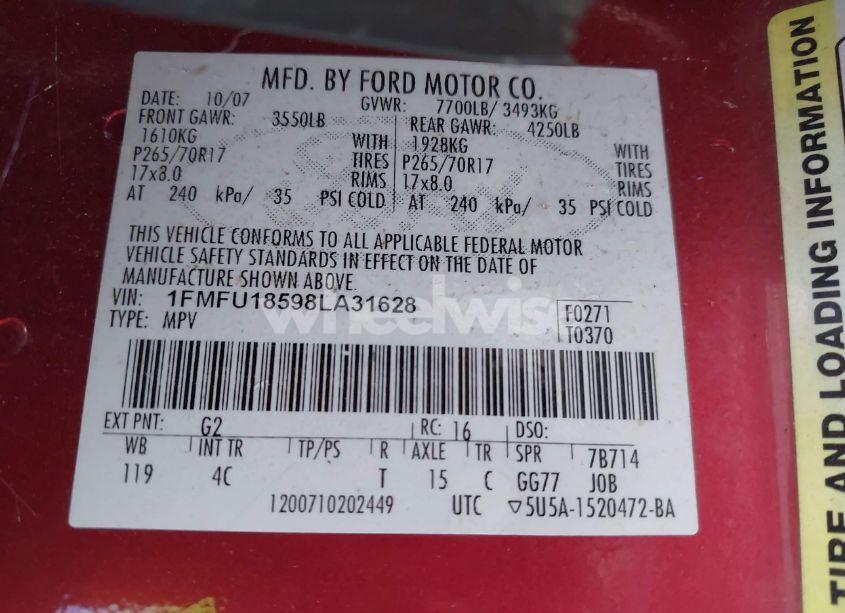 MFD. BY FORD MOTOR CO.
DATE: 10/07 GVWR: 7700LB/ 3493KG
FRONT GAWR: 3550LB REAR GAWR: 4250LB
1610KG WITH 1928KG WITH
P265/70R17 TIRES P265/70R17 TIRES
17x8.0 RIMS 17x8.0 RIMS
AT 240 kPa/ 35 PSI COLD AT 240 kPa/ 35 PSI COLD
THIS VEHICLE CONFORMS TO ALL APPLICABLE FEDERAL MOTOR
VEHICLE SAFETY STANDARDS IN EFFECT ON THE DATE OF
MANUFACTURE SHOWN ABOVE.
VIN: 1FMFU18598LA31628 F0271
TYPE: MPV T0370
wheelwis
EXT PNT: G2 RC: 16 DSO:
WB INT TR TP/PS R AXLE TR SPR 7B714
119 4C T 15 C GG77 JOB
1200710202449 UTC ▽5U5A-1520472-BA
TIRE AND LOADING INFORMATION